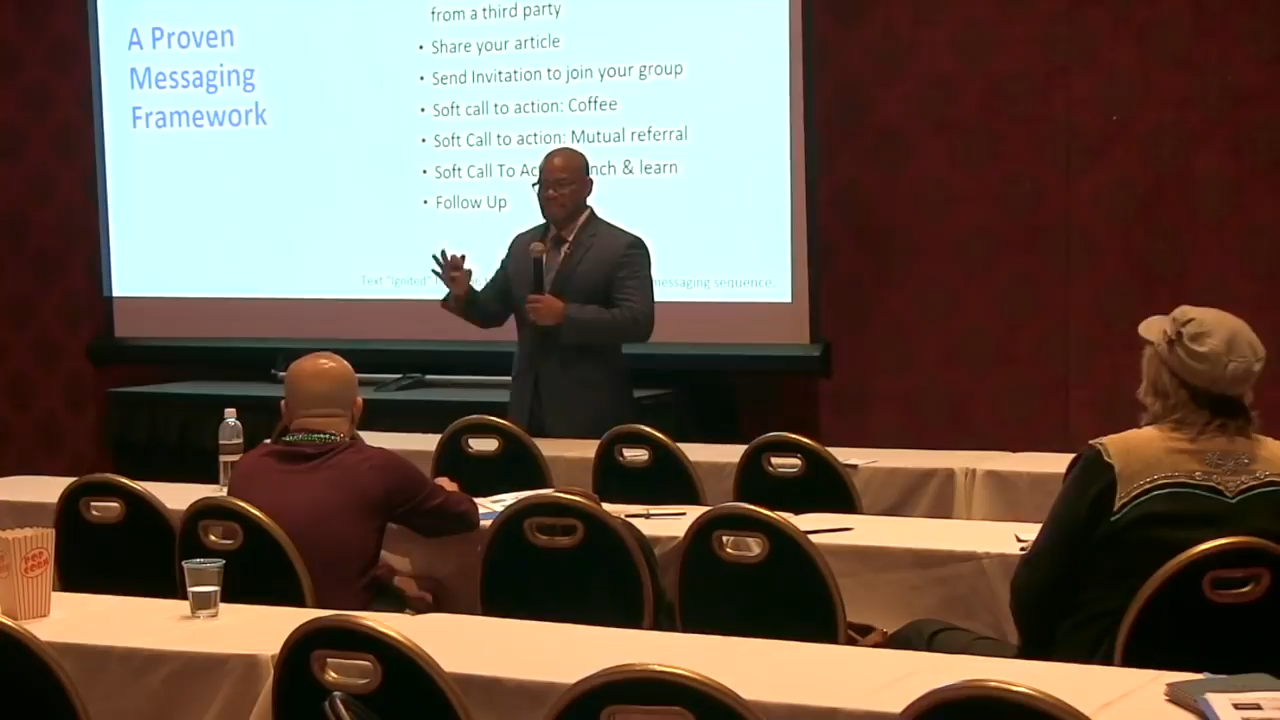 A Proven
Messaging
Framework
from a third party
• Share your article
• Send Invitation to join your group
• Soft call to action: Coffee
• Soft Call to action: Mutual referral
• Soft Call To Ac nch & learn
• Follow Up
Text "Ignited" messaging sequence.
POP
CORN